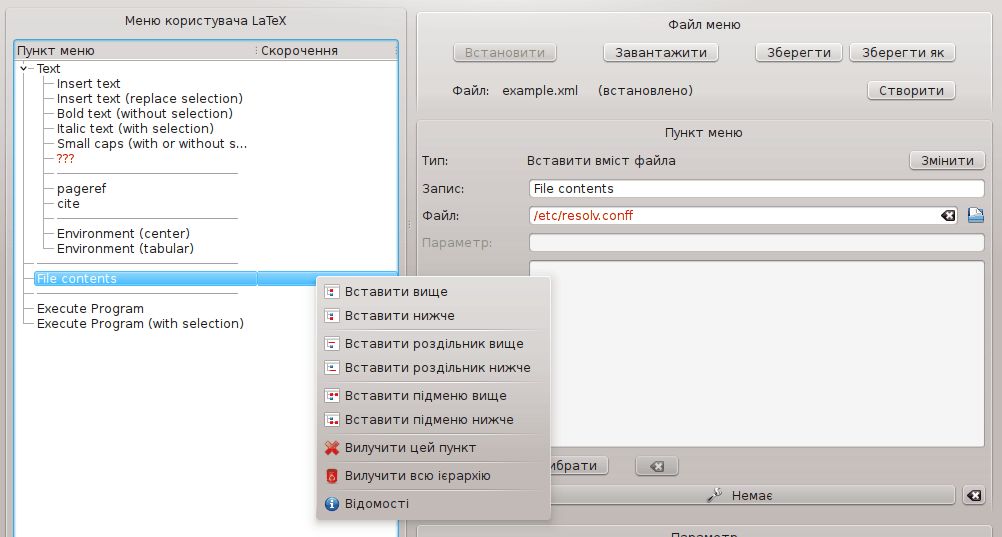 Меню користувача LaTeX
Пункт меню
Скорочення
Text
Insert text
Insert text (replace selection)
Bold text (without selection)
Italic text (with selection)
Small caps (with or without s...
???
pageref
cite
Environment (center)
Environment (tabular)
File contents
Execute Program
Execute Program (with selection)
Вставити вище
Вставити нижче
Вставити роздільник вище
Вставити роздільник нижче
Вставити підменю вище
Вставити підменю нижче
Вилучити цей пункт
Вилучити всю ієрархію
Відомості
Файл меню
Встановити Завантажити Зберегти Зберегти як
Файл: example.xml (встановлено) Створити
Пункт меню
Тип: Вставити вміст файла Змінити
Запис: File contents
Файл: /etc/resolv.conff
Параметр:
ибрати
Немає
Параметр